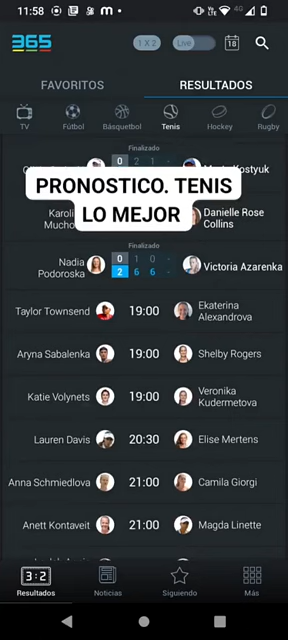 11:58
365
1 X 2
Live
18
FAVORITOS
RESULTADOS
TV
Fútbol
Básquetbol
Tenis
Hockey
Rugby
Finalizado
0 2 1 -
Kostyuk
PRONOSTICO. TENIS
LO MEJOR
Danielle Rose
Collins
Finalizado
Nadia
Podoroska
0 1 0 -
2 6 6 -
Victoria Azarenka
Taylor Townsend
19:00
Ekaterina
Alexandrova
Aryna Sabalenka
19:00
Shelby Rogers
Katie Volynets
19:00
Veronika
Kudermetova
Lauren Davis
20:30
Elise Mertens
Anna Schmiedlova
21:00
Camila Giorgi
Anett Kontaveit
21:00
Magda Linette
3:2
Resultados
Noticias
Siguiendo
Más